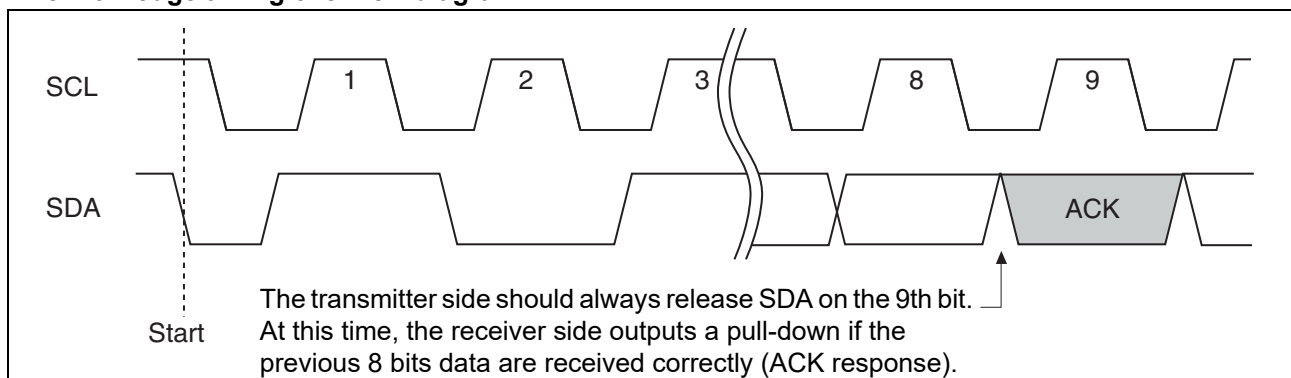 SCL
1
2
3
8
9
SDA
ACK
Start
The transmitter side should always release SDA on the 9th bit.
At this time, the receiver side outputs a pull-down if the
previous 8 bits data are received correctly (ACK response).